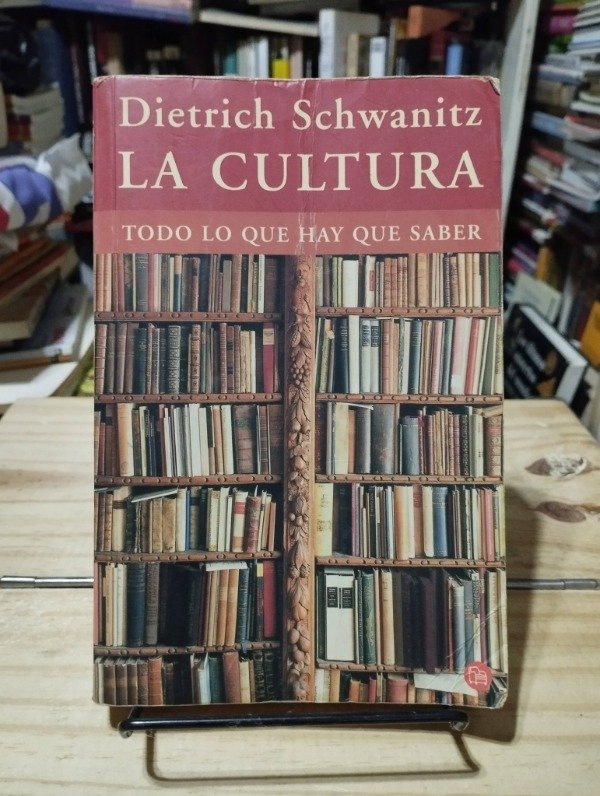 Dietrich Schwanitz
LA CULTURA
TODO LO QUE HAY QUE SABER